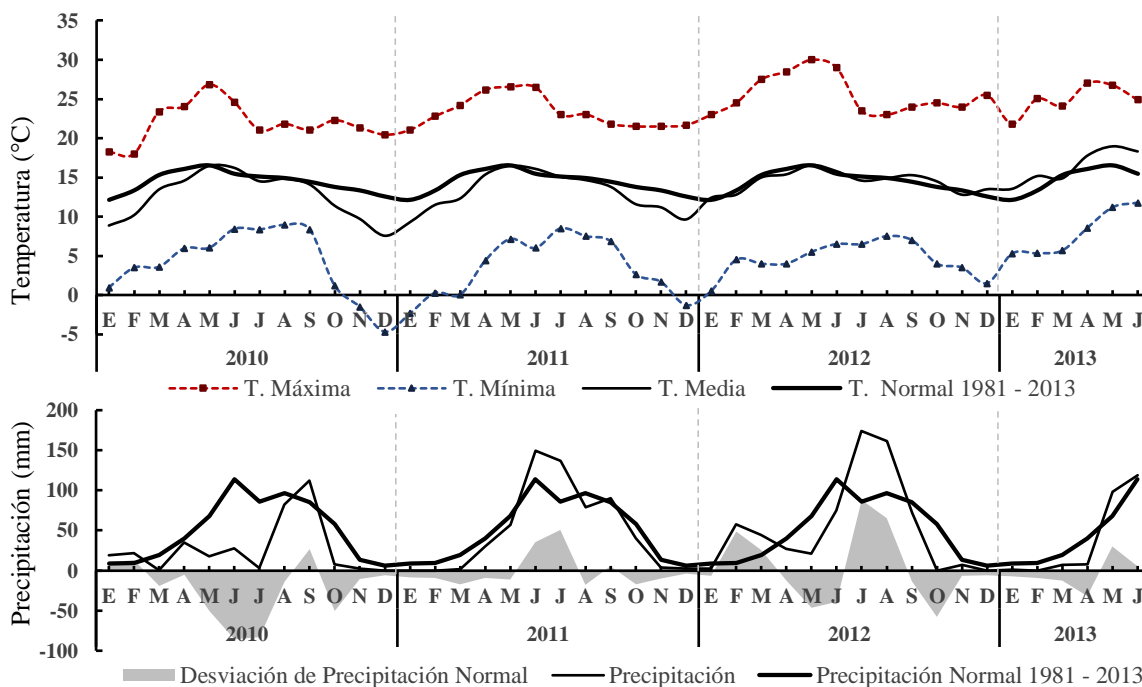 Temperatura (°C)
35
30
25
20
15
10
5
0
-5
E F M A M J J A S O N D E F M A M J J A S O N D E F M A M J J A S O N D E F M A M J
2010 2011 2012 2013
T. Máxima T. Mínima T. Media T. Normal 1981 - 2013
Precipitación (mm)
200
150
100
50
0
-50
-100
E F M A M J J A S O N D E F M A M J J A S O N D E F M A M J J A S O N D E F M A M J
2010 2011 2012 2013
Desviación de Precipitación Normal Precipitación Precipitación Normal 1981 - 2013